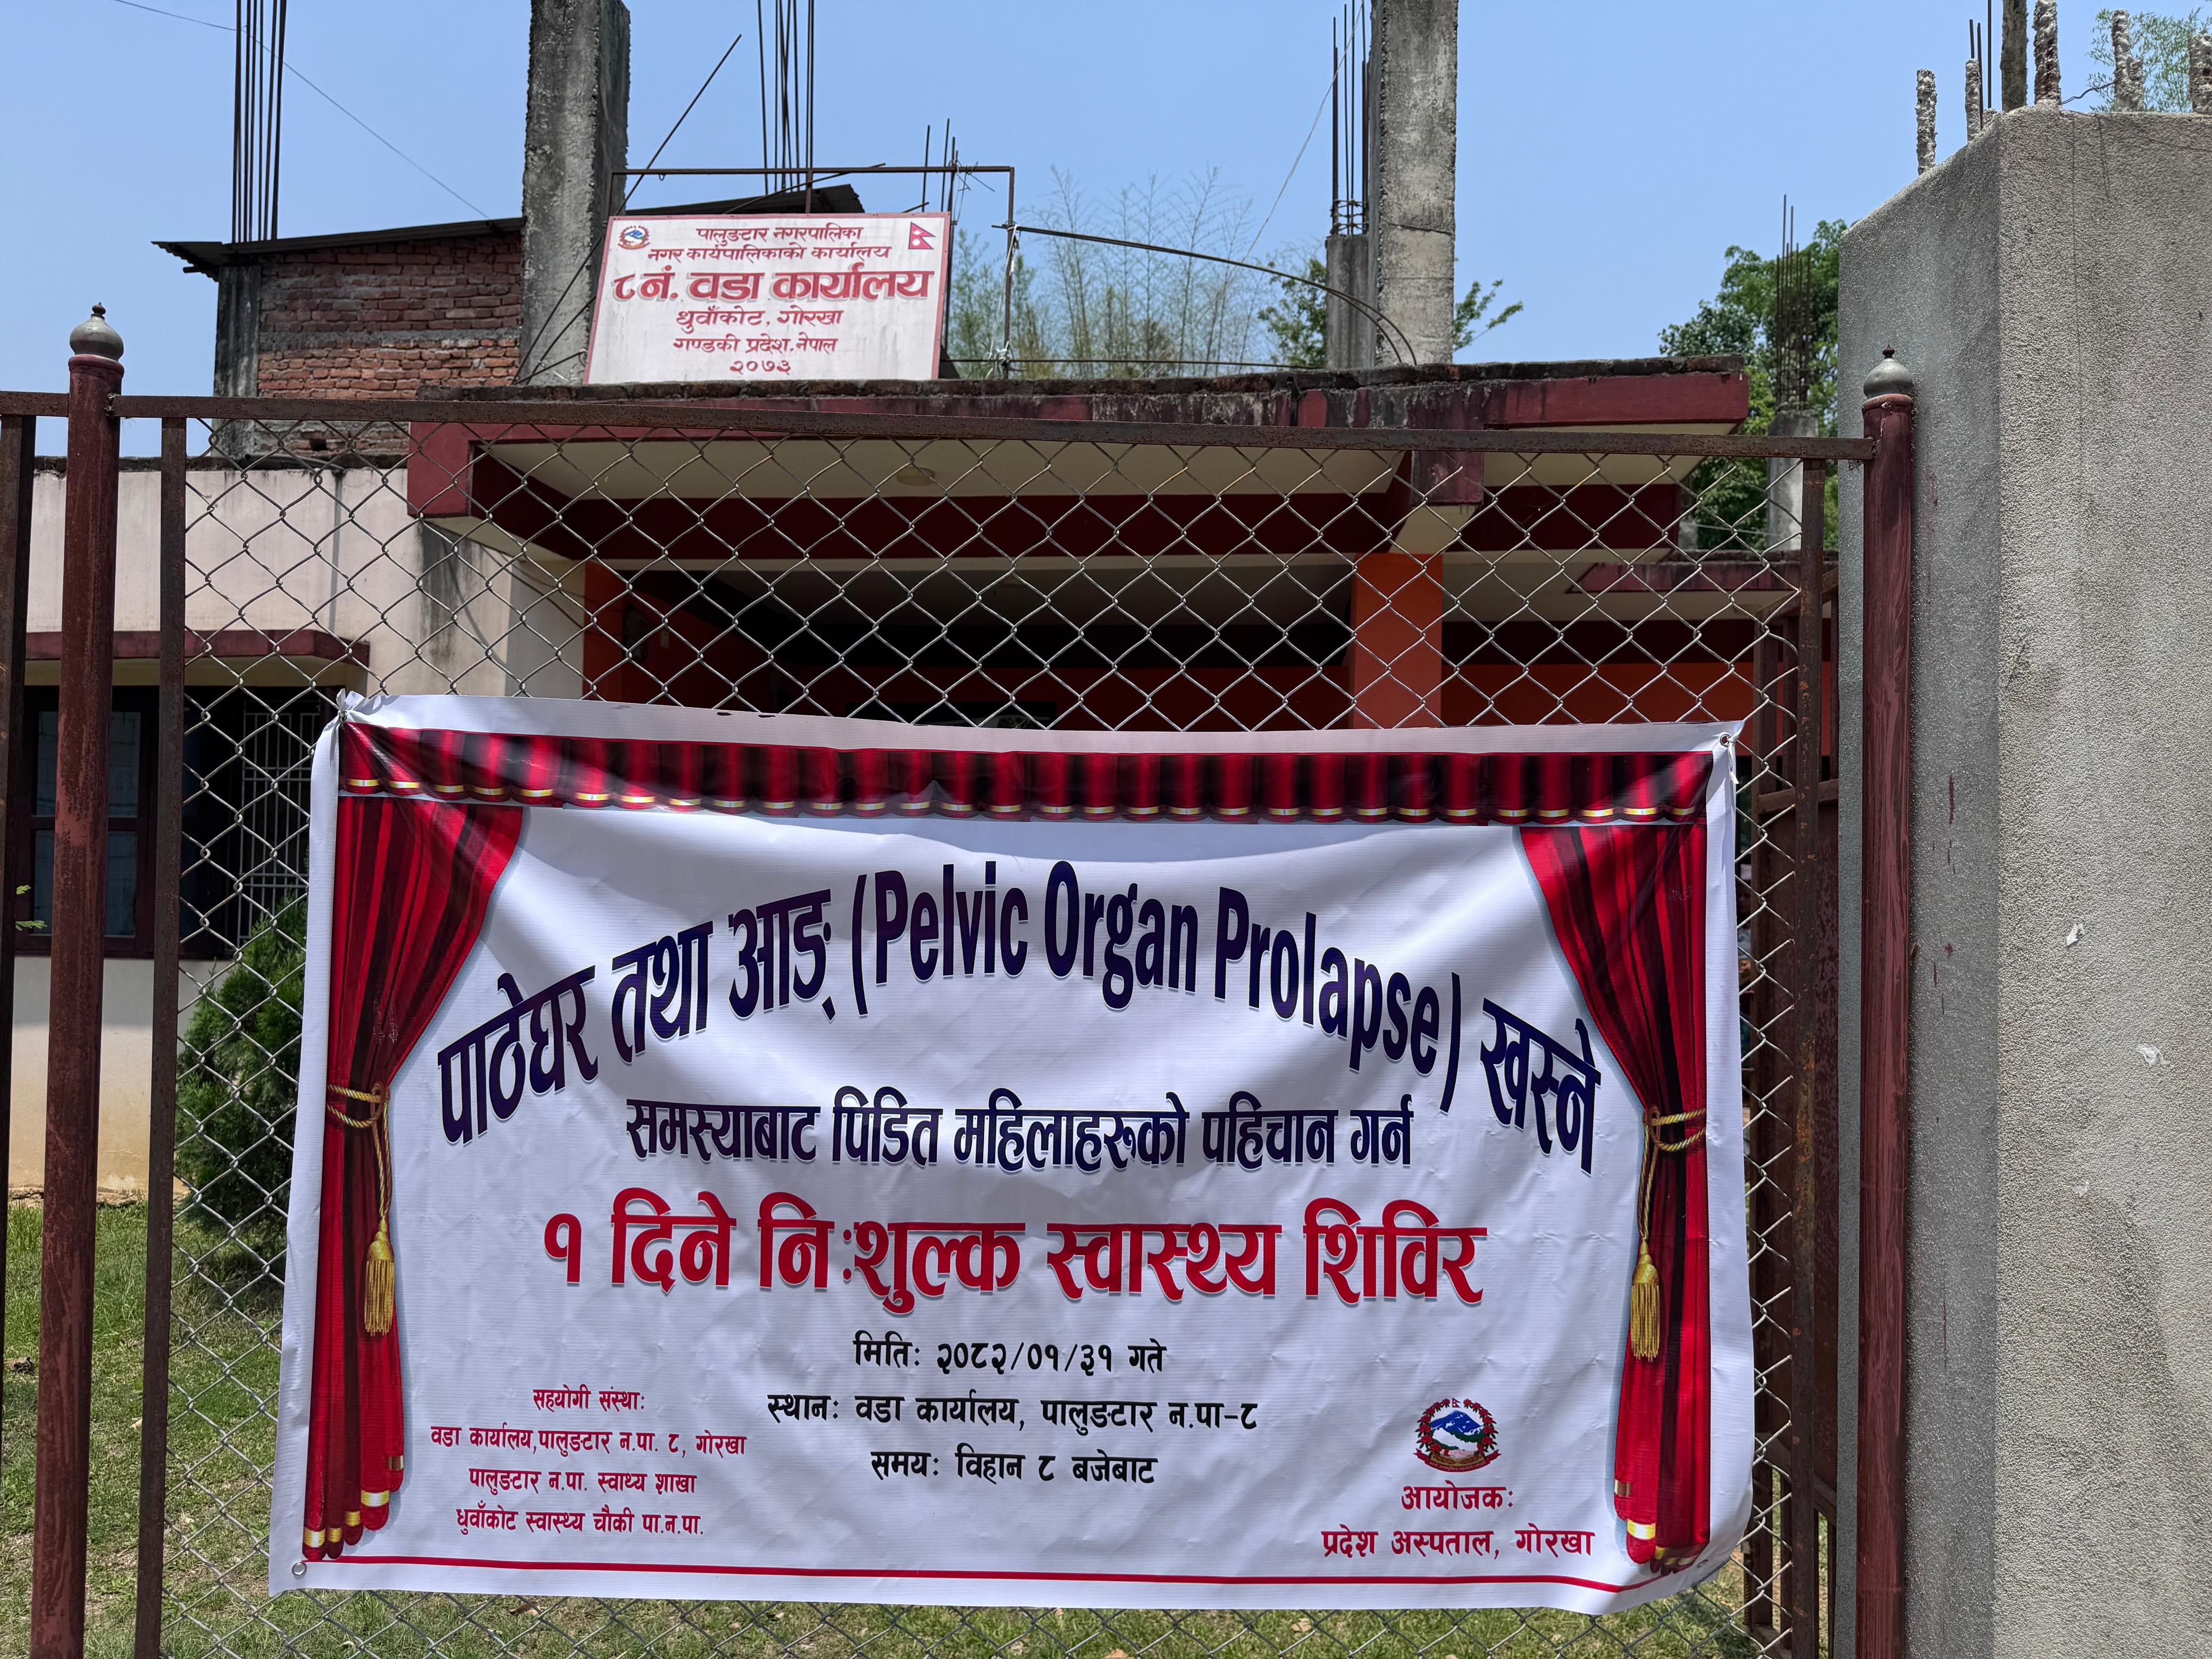 पालुङटार नगरपालिका
नगर कार्यपालिकाको कार्यालय
८ नं. वडा कार्यालय
धुवाँकोट, गोरखा
गण्डकी प्रदेश, नेपाल
२०७३
पाठेघर तथा आङ् (Pelvic Organ Prolapse) खस्ने
समस्याबाट पिडित महिलाहरूको पहिचान गर्न
१ दिने नि:शुल्क स्वास्थ्य शिविर
मिति: २०८२/०१/३१ गते
स्थान: वडा कार्यालय, पालुङटार न.पा-८
समय: विहान ८ बजेबाट
सहयोगी संस्था:
वडा कार्यालय,पालुङटार न.पा. ८, गोरखा
पालुङटार न.पा. स्वाथ्य शाखा
धुवाँकोट स्वास्थ्य चौकी पा.न.पा.
आयोजक:
प्रदेश अस्पताल, गोरखा